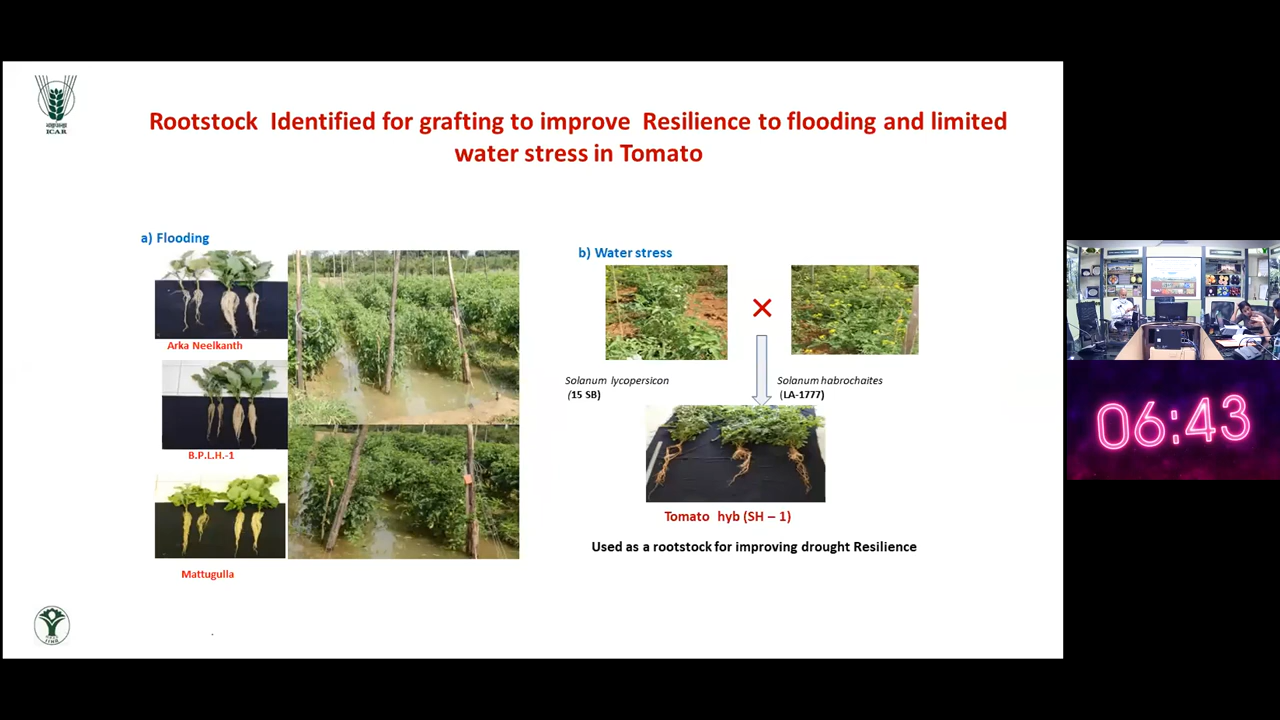 ICAR
Rootstock Identified for grafting to improve Resilience to flooding and limited
water stress in Tomato
a) Flooding
Arka Neelkanth
B.P.L.H.-1
Mattugulla
b) Water stress
Solanum lycopersicon
(15 SB)
Solanum habrochaites
(LA-1777)
Tomato hyb (SH – 1)
Used as a rootstock for improving drought Resilience
06:43